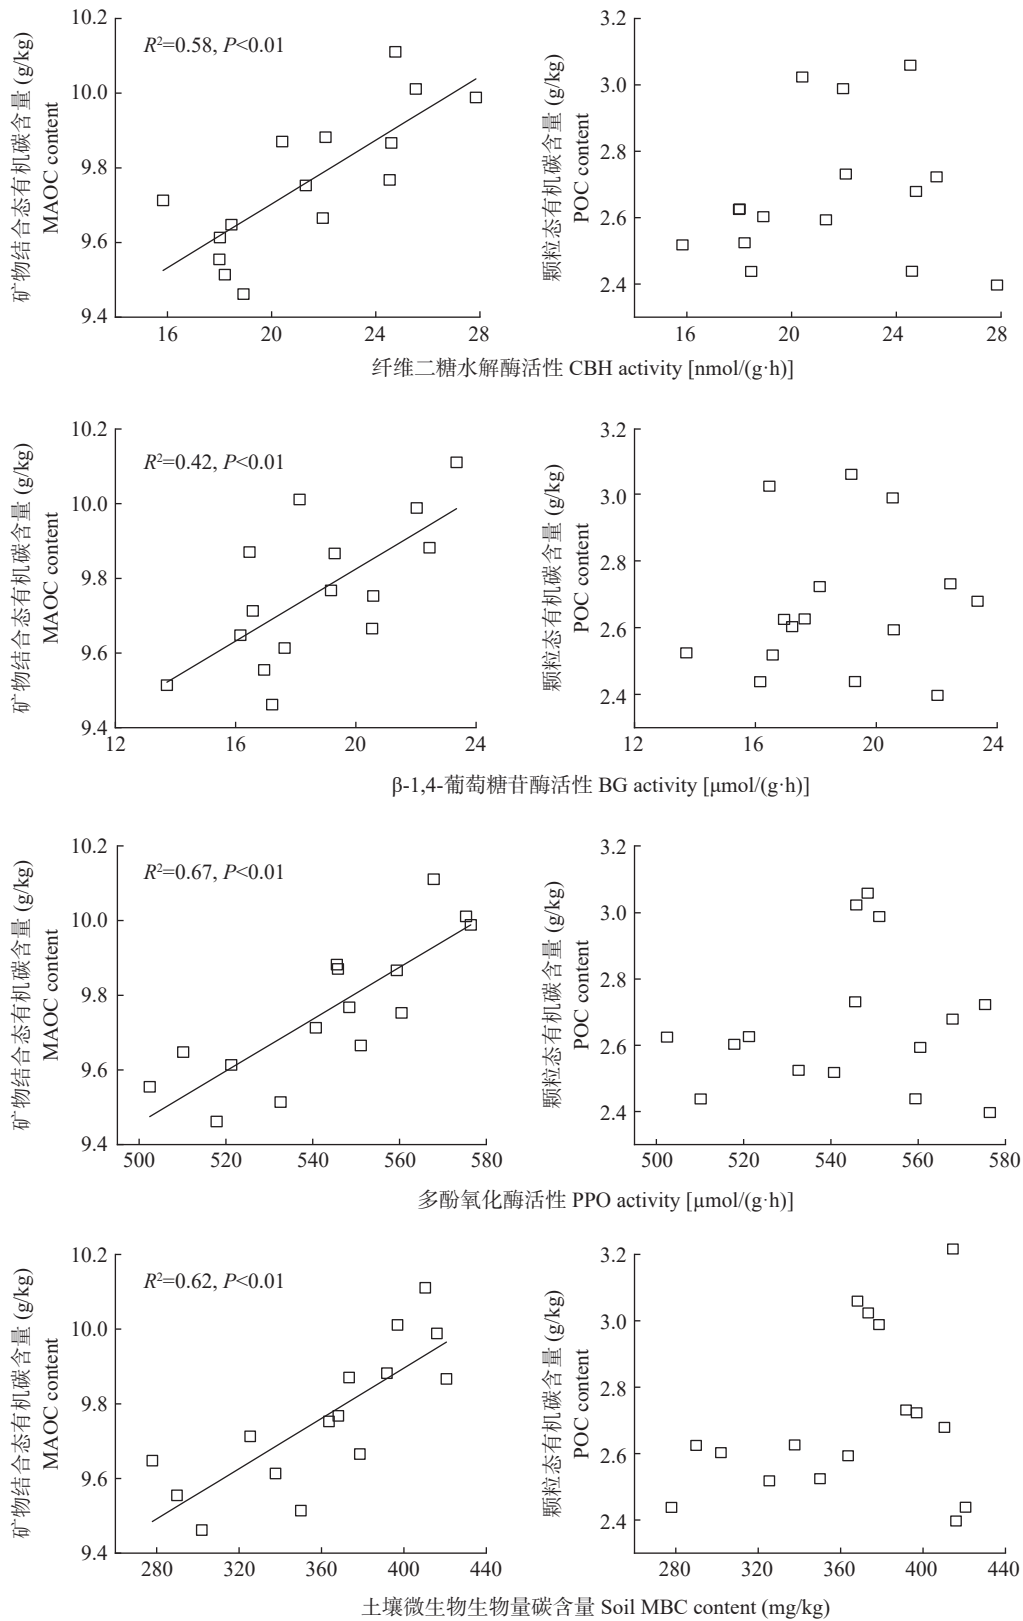 矿物结合态有机碳含量 (g/kg)
MAOC content
10.2
10.0
9.8
9.6
9.4
R²=0.58, P<0.01
16 20 24 28
颗粒态有机碳含量 (g/kg)
POC content
3.2
3.0
2.8
2.6
2.4
16 20 24 28
纤维二糖水解酶活性 CBH activity [nmol/(g·h)]
矿物结合态有机碳含量 (g/kg)
MAOC content
10.2
10.0
9.8
9.6
9.4
R²=0.42, P<0.01
12 16 20 24
颗粒态有机碳含量 (g/kg)
POC content
3.2
3.0
2.8
2.6
2.4
12 16 20 24
β-1,4-葡萄糖苷酶活性 BG activity [μmol/(g·h)]
矿物结合态有机碳含量 (g/kg)
MAOC content
10.2
10.0
9.8
9.6
9.4
R²=0.67, P<0.01
500 520 540 560 580
颗粒态有机碳含量 (g/kg)
POC content
3.2
3.0
2.8
2.6
2.4
500 520 540 560 580
多酚氧化酶活性 PPO activity [μmol/(g·h)]
矿物结合态有机碳含量 (g/kg)
MAOC content
10.2
10.0
9.8
9.6
9.4
R²=0.62, P<0.01
280 320 360 400 440
颗粒态有机碳含量 (g/kg)
POC content
3.2
3.0
2.8
2.6
2.4
280 320 360 400 440
土壤微生物生物量碳含量 Soil MBC content (mg/kg)